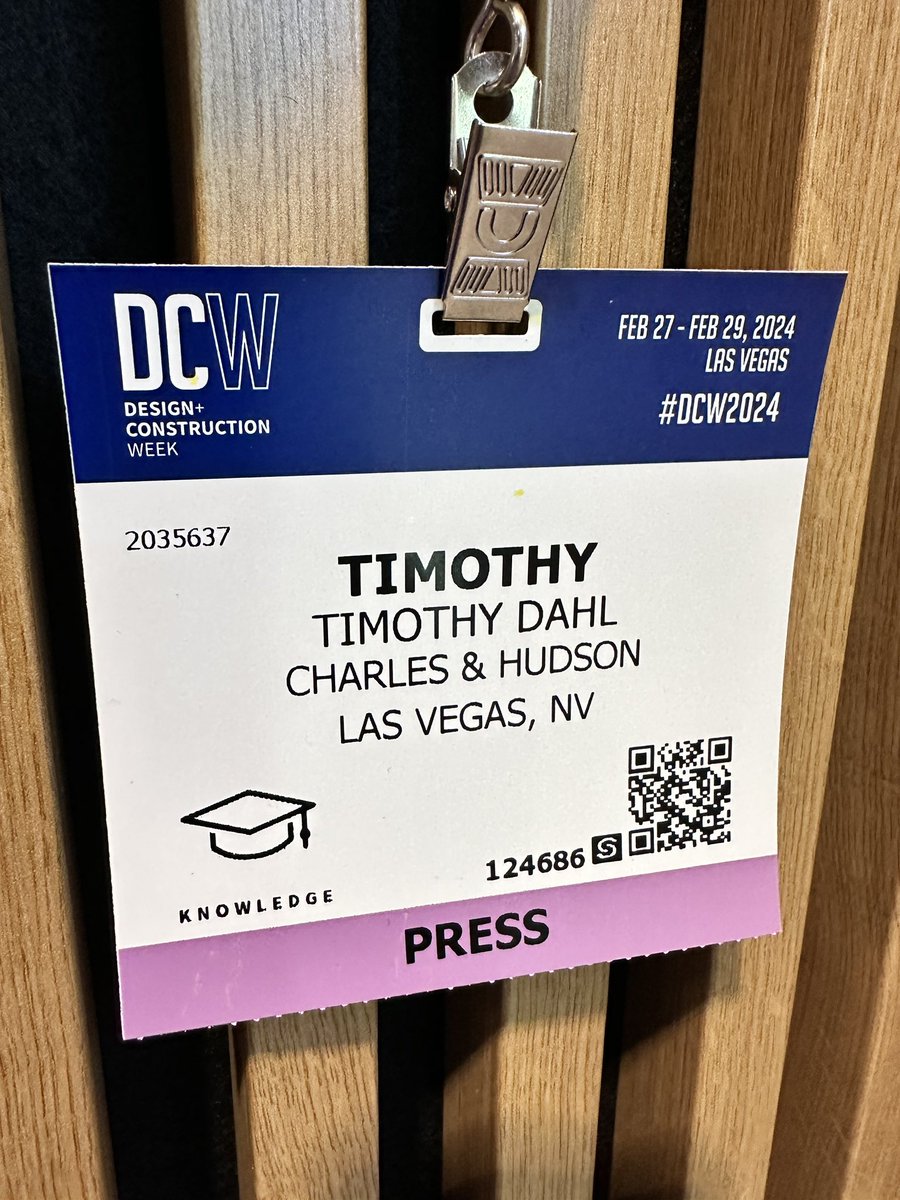 DCW
DESIGN+
CONSTRUCTION
WEEK
FEB 27 - FEB 29, 2024
LAS VEGAS
#DCW2024
2035637
TIMOTHY
TIMOTHY DAHL
CHARLES & HUDSON
LAS VEGAS, NV
124686 S
KNOWLEDGE
PRESS